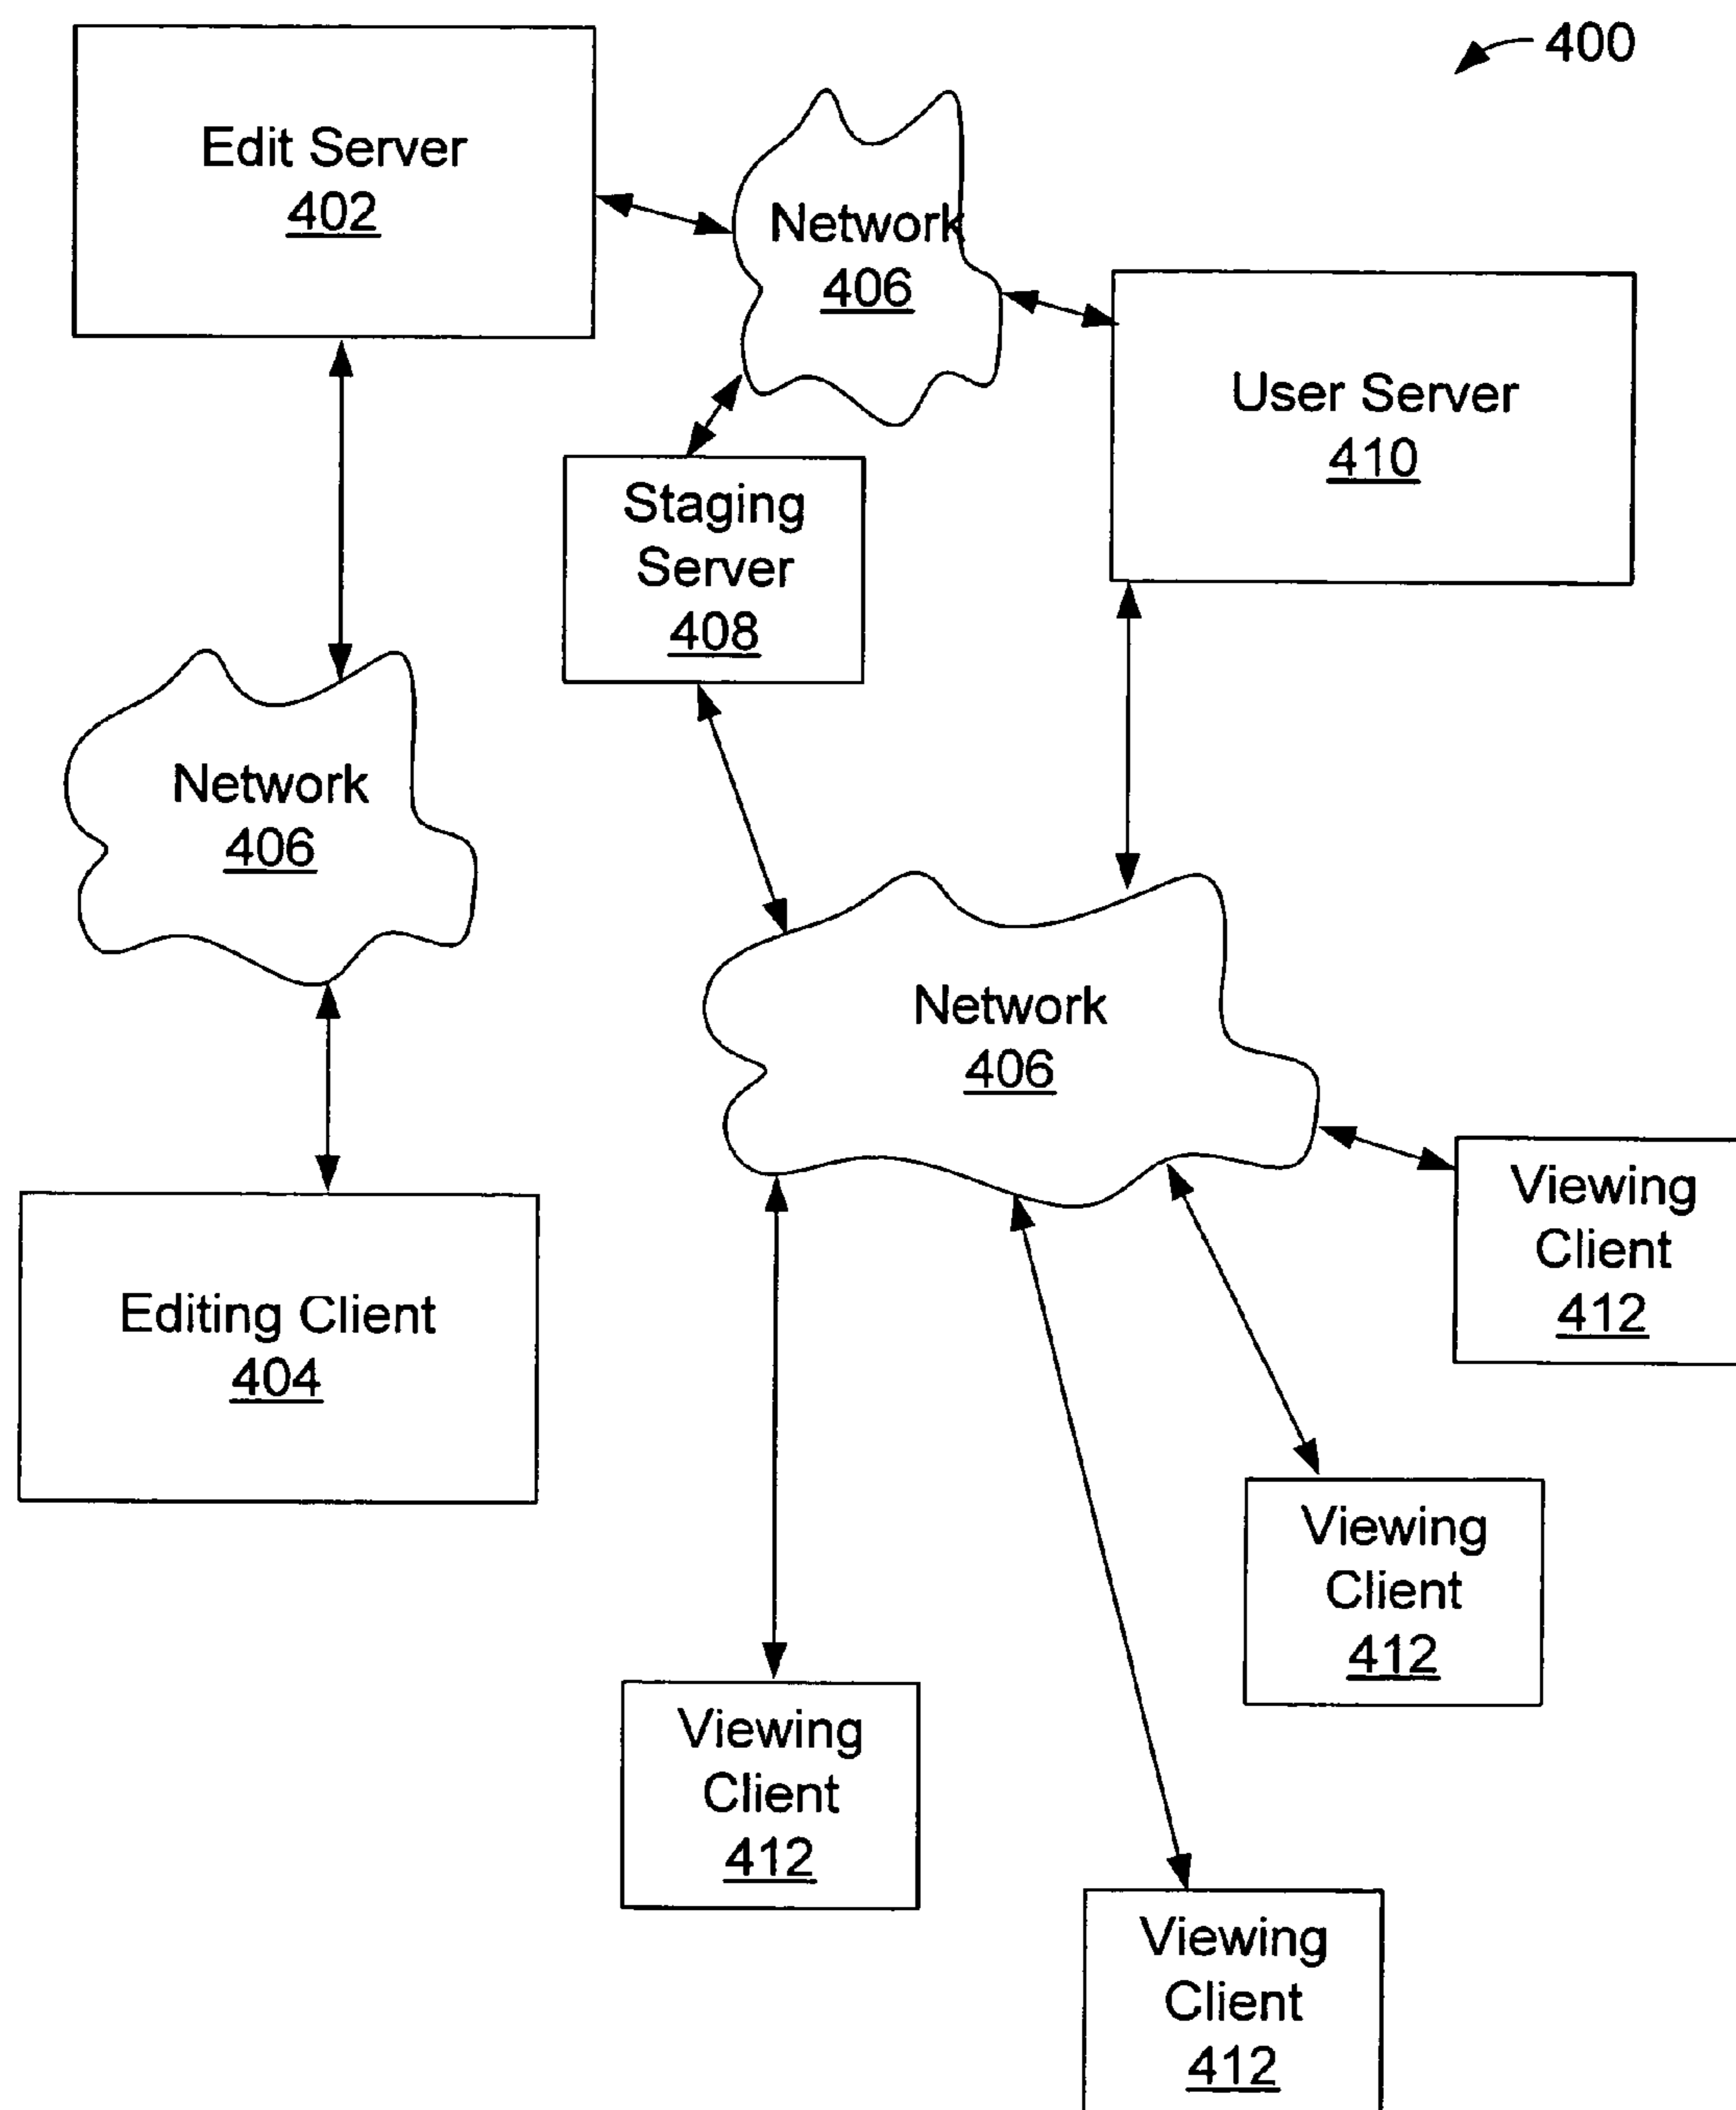 400
Edit Server
402
Network
406
User Server
410
Staging
Server
408
Network
406
Network
406
Viewing
Client
412
Editing Client
404
Viewing
Client
412
Viewing
Client
412
Viewing
Client
412